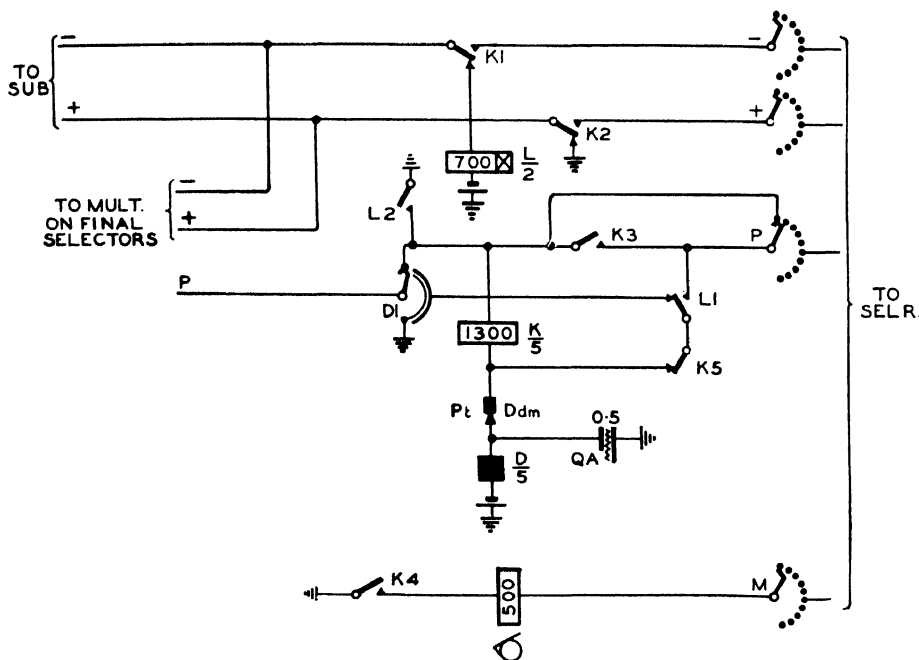 −
TO
SUB
K1
−
+
K2
+
700
L
2
−
TO MULT.
ON FINAL
SELECTORS
+
L2
K3
P
P
L1
TO
SELR.
D1
1300
K
5
K5
Pt
Ddm
0·5
QA
D
5
K4
500
M